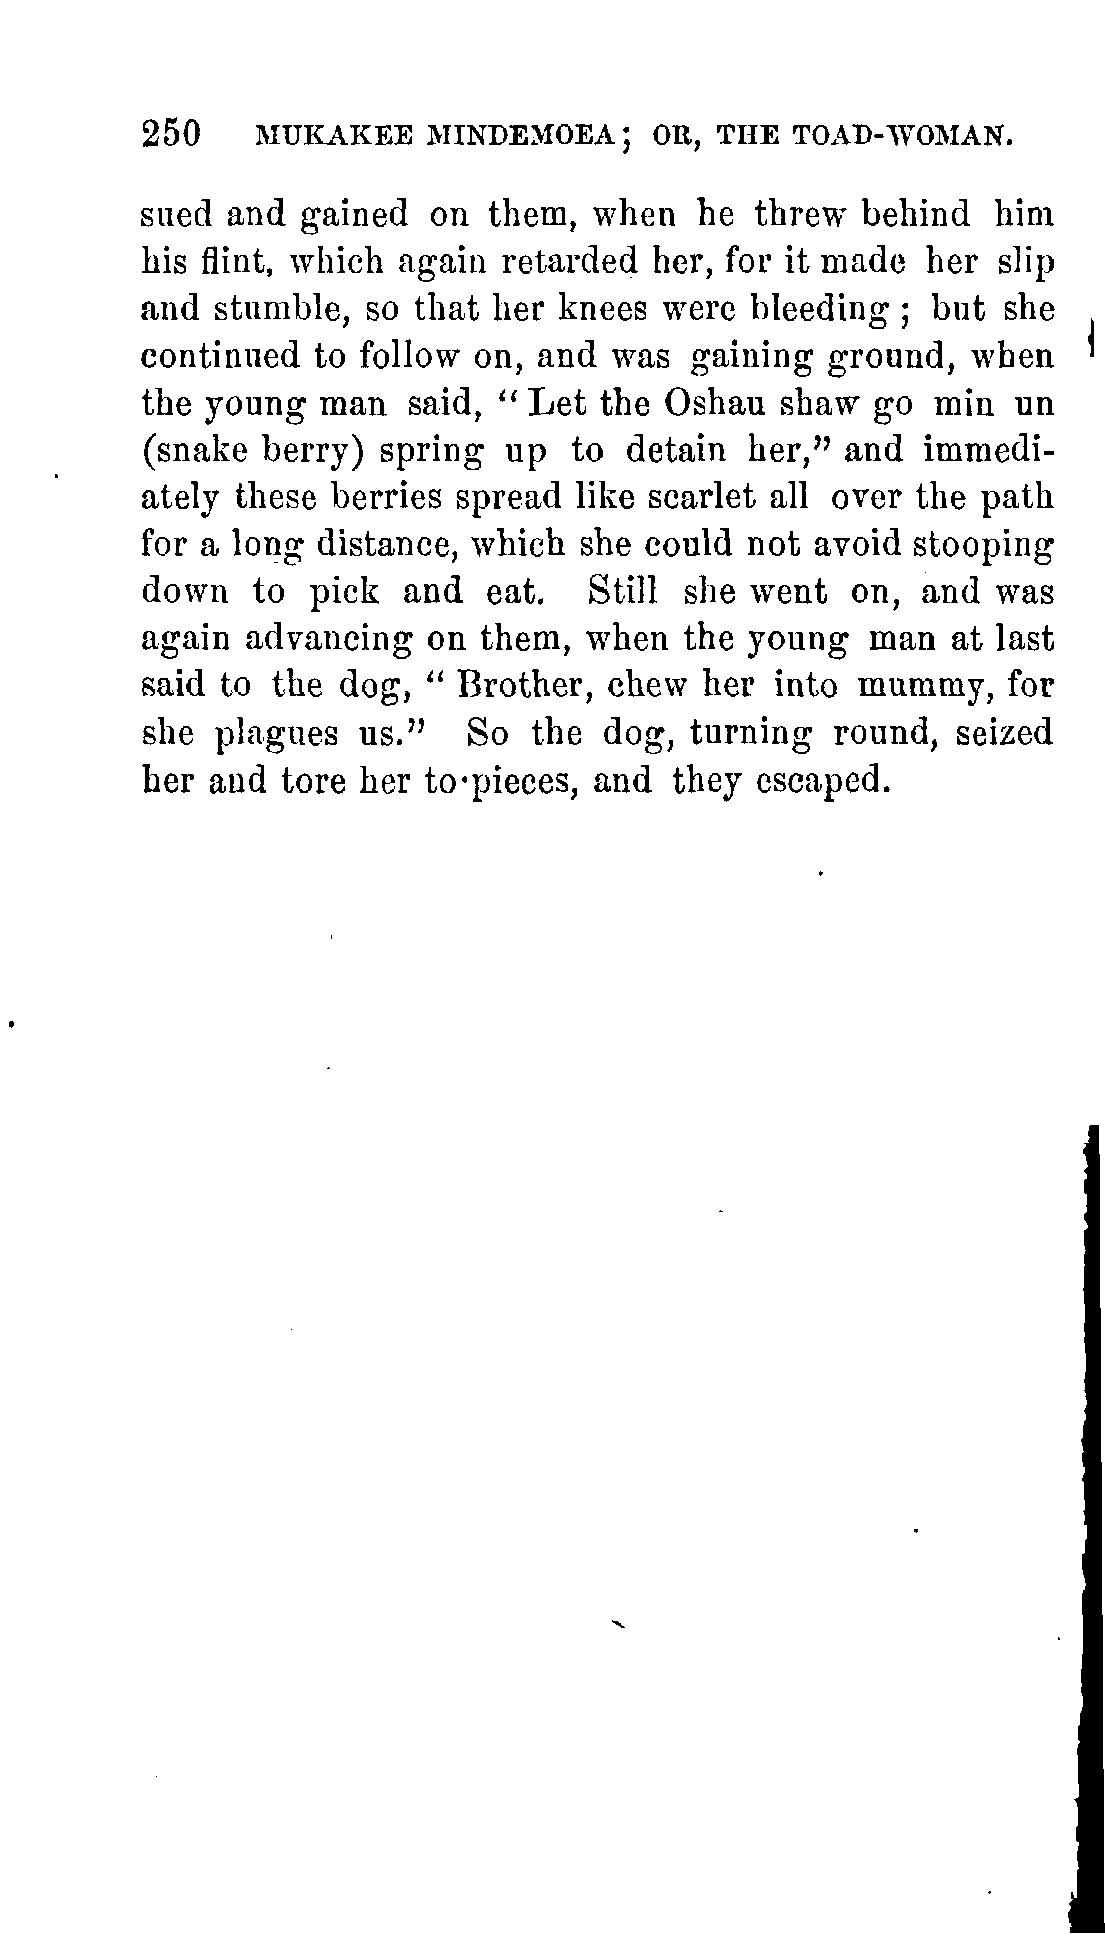 250 MUKAKEE MINDEMOEA; OR, THE TOAD-WOMAN.
sued and gained on them, when he threw behind him
his flint, which again retarded her, for it made her slip
and stumble, so that her knees were bleeding; but she
continued to follow on, and was gaining ground, when
the young man said, "Let the Oshau shaw go min un
(snake berry) spring up to detain her," and immedi-
ately these berries spread like scarlet all over the path
for a long distance, which she could not avoid stooping
down to pick and eat. Still she went on, and was
again advancing on them, when the young man at last
said to the dog, "Brother, chew her into mummy, for
she plagues us." So the dog, turning round, seized
her and tore her to pieces, and they escaped.